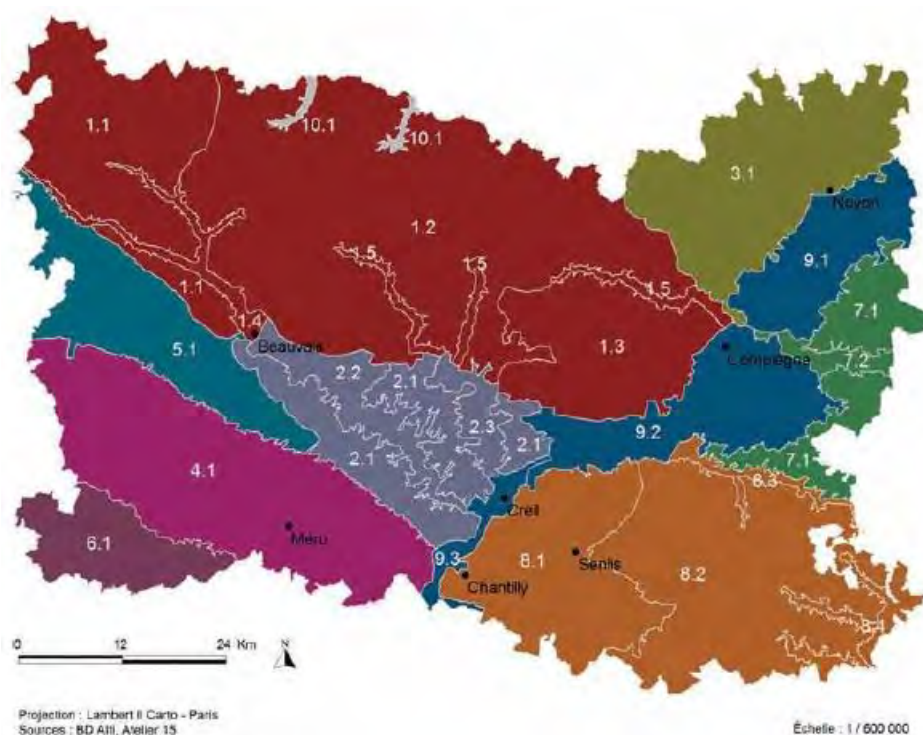 1.1
10.1
10.1
3.1
Noyon
1.2
9.1
1.5
1.5
1.5
7.1
1.1
1.4
Beauvais
1.3
Compiègne
7.2
5.1
2.2
2.1
2.3
2.1
9.2
2.1
7.1
4.1
8.3
Creil
6.1
Méru
9.3
8.1
Senlis
8.2
Chantilly
8.4
0 12 24 Km
N
Projection : Lambert II Carto - Paris
Sources : BD Alti, Atelier 15
Échelle : 1 / 600 000